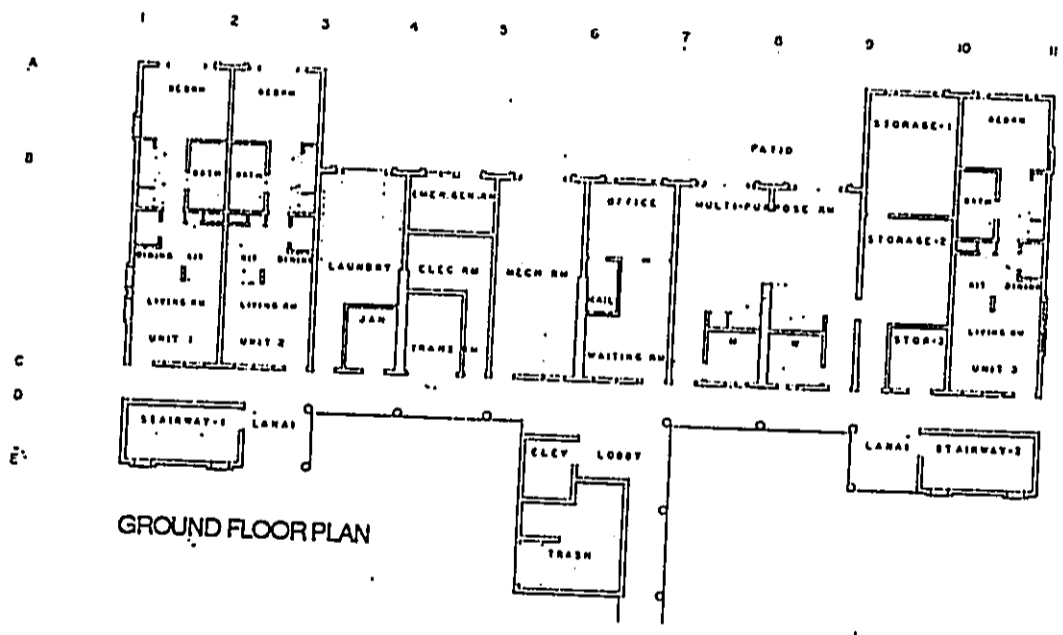 1 2 3 4 5 6 7 8 9 10 11
A
BEDRM BEDRM STORAGE-1 BEDRM
B
PATIO
BATH BATH EMERGEN. RM OFFICE MULTI-PURPOSE RM BATH
STORAGE-2
DINING KIT KIT DINING LAUNDRY ELEC RM MECH RM KIT DINING
LIVING RM LIVING RM JAN MAIL STOR-3 LIVING RM
UNIT 1 UNIT 2 TRANS RM WAITING RM M W UNIT 3
C
D
STAIRWAY-1 LANAI LANAI STAIRWAY-2
E
ELEV LOBBY
GROUND FLOOR PLAN
TRASH